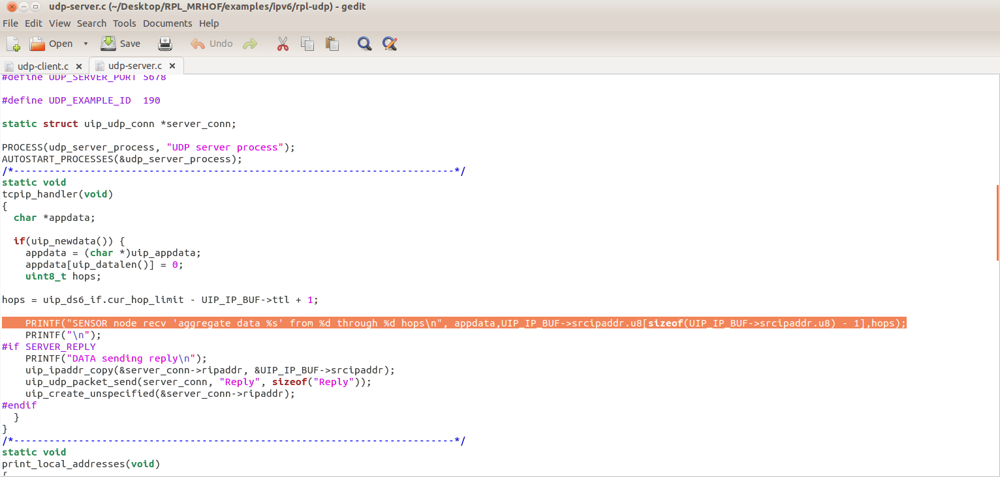 udp-server.c (~/Desktop/RPL_MRHOF/examples/ipv6/rpl-udp) - gedit
File Edit View Search Tools Documents Help
Open Save Undo
udp-client.c udp-server.c
#define UDP_SERVER_PORT 5678
#define UDP_EXAMPLE_ID  190
static struct uip_udp_conn *server_conn;
PROCESS(udp_server_process, "UDP server process");
AUTOSTART_PROCESSES(&udp_server_process);
/*---------------------------------------------------------------------------*/
static void
tcpip_handler(void)
{
  char *appdata;
  if(uip_newdata()) {
    appdata = (char *)uip_appdata;
    appdata[uip_datalen()] = 0;
    uint8_t hops;
hops = uip_ds6_if.cur_hop_limit - UIP_IP_BUF->ttl + 1;
    PRINTF("SENSOR node recv 'aggregate data %s' from %d through %d hops\n", appdata,UIP_IP_BUF->srcipaddr.u8[sizeof(UIP_IP_BUF->srcipaddr.u8) - 1],hops);
    PRINTF("\n");
#if SERVER_REPLY
    PRINTF("DATA sending reply\n");
    uip_ipaddr_copy(&server_conn->ripaddr, &UIP_IP_BUF->srcipaddr);
    uip_udp_packet_send(server_conn, "Reply", sizeof("Reply"));
    uip_create_unspecified(&server_conn->ripaddr);
#endif
  }
}
/*---------------------------------------------------------------------------*/
static void
print_local_addresses(void)
{